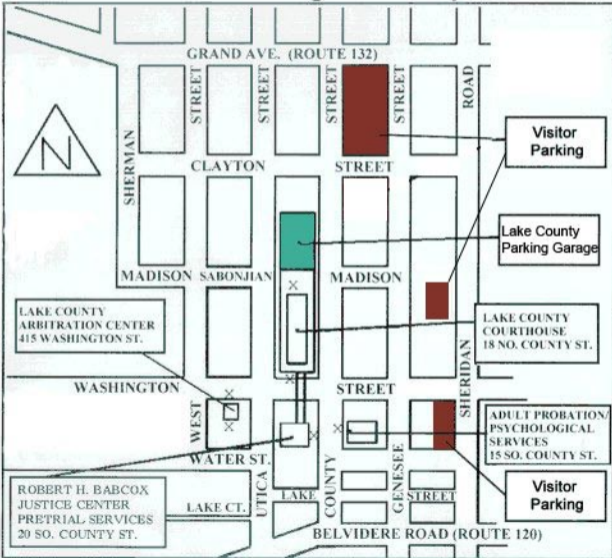 GRAND AVE. (ROUTE 132)
STREET
STREET
STREET
STREET
ROAD
SHERMAN
Visitor
Parking
N
CLAYTON STREET
Lake County
Parking Garage
MADISON SABONJIAN MADISON
X
LAKE COUNTY
ARBITRATION CENTER
415 WASHINGTON ST.
LAKE COUNTY
COURTHOUSE
18 NO. COUNTY ST.
X
WASHINGTON STREET
SHERIDAN
X
X
X
X
WEST
ADULT PROBATION/
PSYCHOLOGICAL
SERVICES
15 SO. COUNTY ST.
WATER ST.
UTICA
COUNTY
GENESEE
ROBERT H. BABCOX
JUSTICE CENTER
PRETRIAL SERVICES
20 SO. COUNTY ST.
Visitor
Parking
LAKE CT.
LAKE STREET
BELVIDERE ROAD (ROUTE 120)